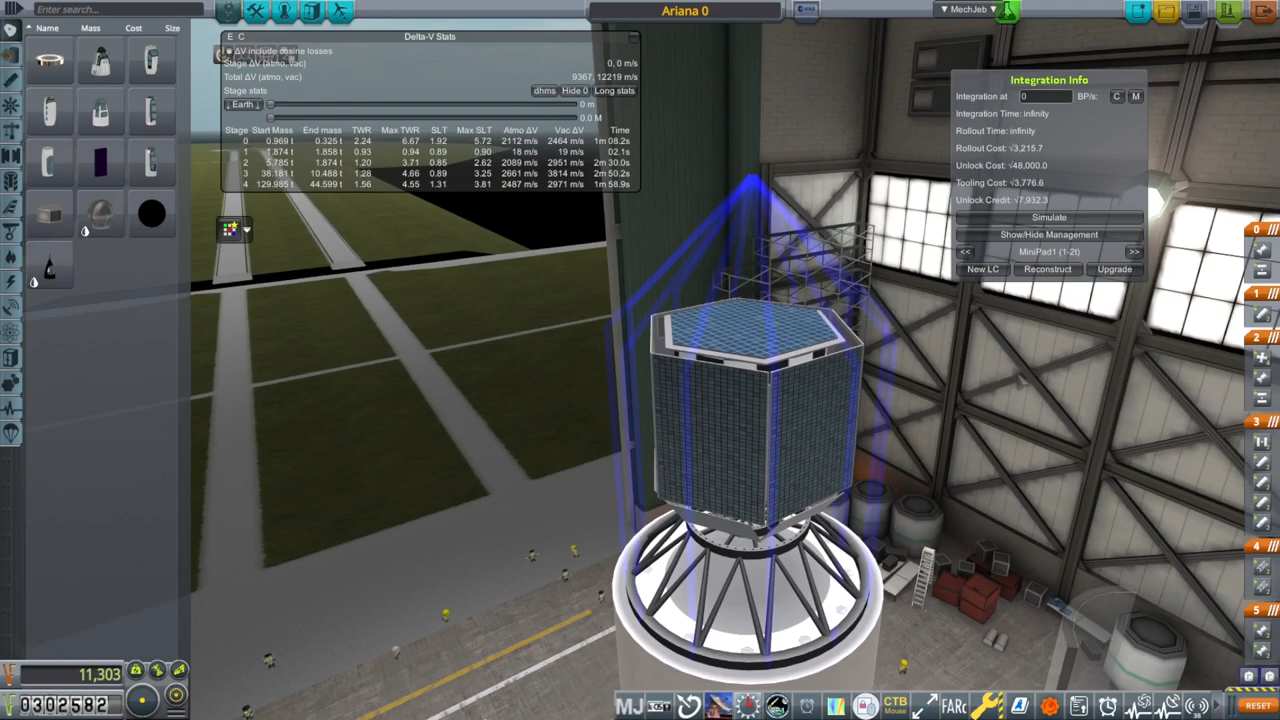 Enter search...
Ariana 0
MechJeb
Name Mass Cost Size
E C Delta-V Stats
ΔV include cosine losses
Stage ΔV (atmo, vac) 0, 0 m/s
Total ΔV (atmo, vac) 9367, 12219 m/s
Stage stats dhms Hide 0 Long stats
Earth 0 m
0.0 M
Stage Start Mass End mass TWR Max TWR SLT Max SLT Atmo ΔV Vac ΔV Time
0 0.969 t 0.325 t 2.24 6.67 1.92 5.72 2112 m/s 2464 m/s 1m 08.2s
1 1.874 t 1.858 t 0.93 0.94 0.89 0.90 18 m/s 19 m/s 02.1s
2 5.785 t 1.874 t 1.20 3.71 0.85 2.62 2089 m/s 2951 m/s 2m 30.0s
3 38.181 t 10.488 t 1.28 4.66 0.89 3.25 2661 m/s 3814 m/s 2m 50.2s
4 129.985 t 44.599 t 1.56 4.55 1.31 3.81 2487 m/s 2971 m/s 1m 58.9s
Integration Info
Integration at 0 BP/s: C M
Integration Time: infinity
Rollout Time: infinity
Rollout Cost: √3,215.7
Unlock Cost: √48,000.0
Tooling Cost: √3,776.6
Unlock Credit: √7,932.3
Simulate
Show/Hide Management
<< MiniPad1 (1-2t) >>
New LC Reconstruct Upgrade
0
1
2
3
4
5
11,303
0302582
MJ
CTB
Mouse
FARc
RESET